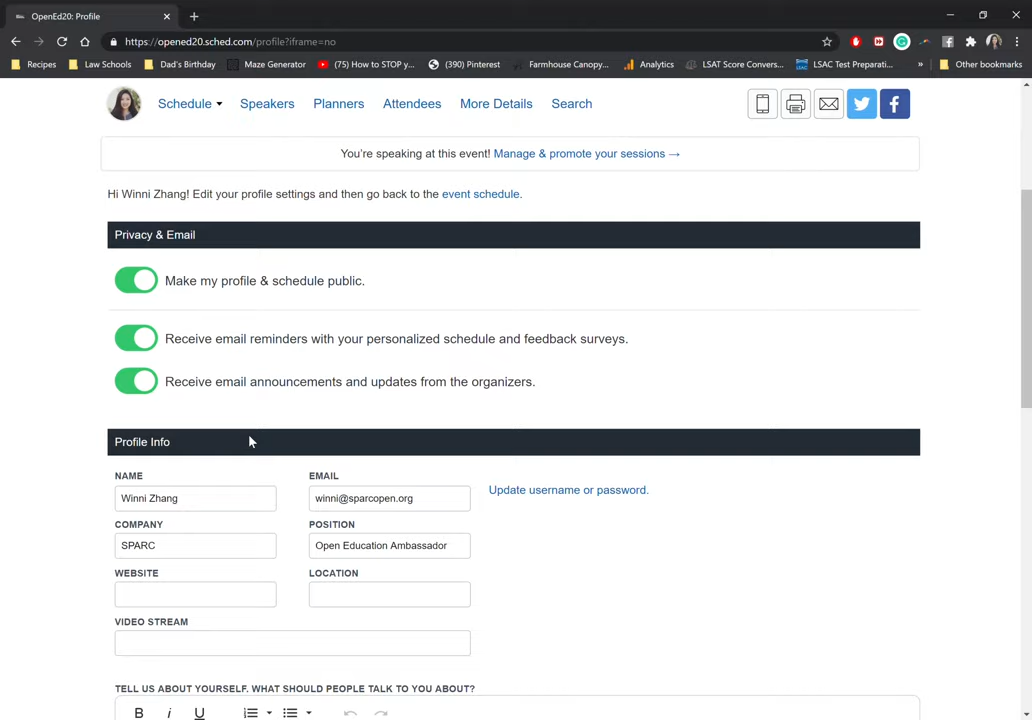 OpenEd20: Profile
https://opened20.sched.com/profile?iframe=no
Recipes Law Schools Dad's Birthday Maze Generator (75) How to STOP y... (390) Pinterest Farmhouse Canopy... Analytics LSAT Score Convers... LSAC Test Preparati... » Other bookmarks
Schedule Speakers Planners Attendees More Details Search
You're speaking at this event! Manage & promote your sessions →
Hi Winni Zhang! Edit your profile settings and then go back to the event schedule.
Privacy & Email
Make my profile & schedule public.
Receive email reminders with your personalized schedule and feedback surveys.
Receive email announcements and updates from the organizers.
Profile Info
NAME EMAIL
Winni Zhang winni@sparcopen.org Update username or password.
COMPANY POSITION
SPARC Open Education Ambassador
WEBSITE LOCATION
VIDEO STREAM
TELL US ABOUT YOURSELF. WHAT SHOULD PEOPLE TALK TO YOU ABOUT?
B i U